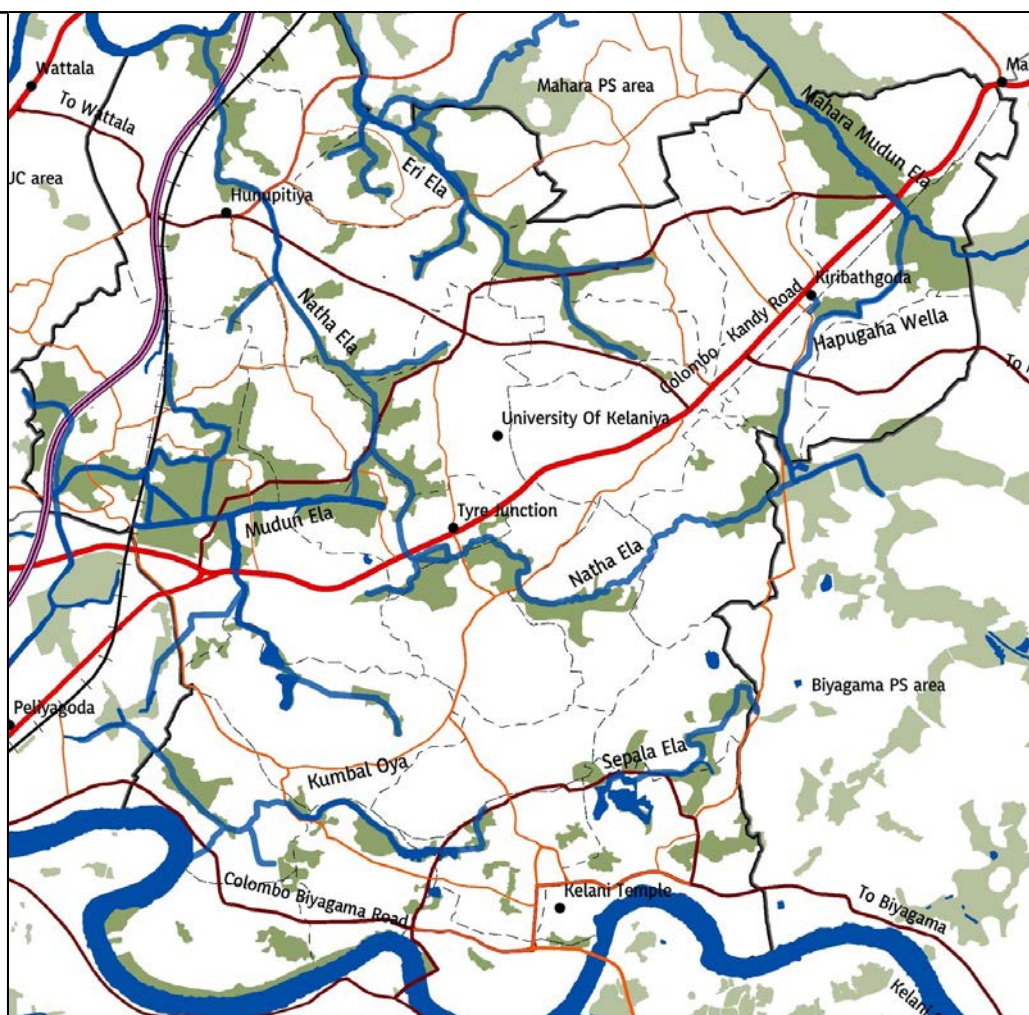 Wattala
To Wattala
Mahara PS area
Ma
Mahara Mudun Ela
UC area
Eri Ela
Hunupitiya
Kiribathgoda
Natha Ela
Hapugaha Wella
Colombo Kandy Road
To
University Of Kelaniya
Tyre Junction
Mudun Ela
Natha Ela
Biyagama PS area
Peliyagoda
Sepala Ela
Kumbal Oya
Colombo Biyagama Road
Kelani Temple
To Biyagama
Kelani